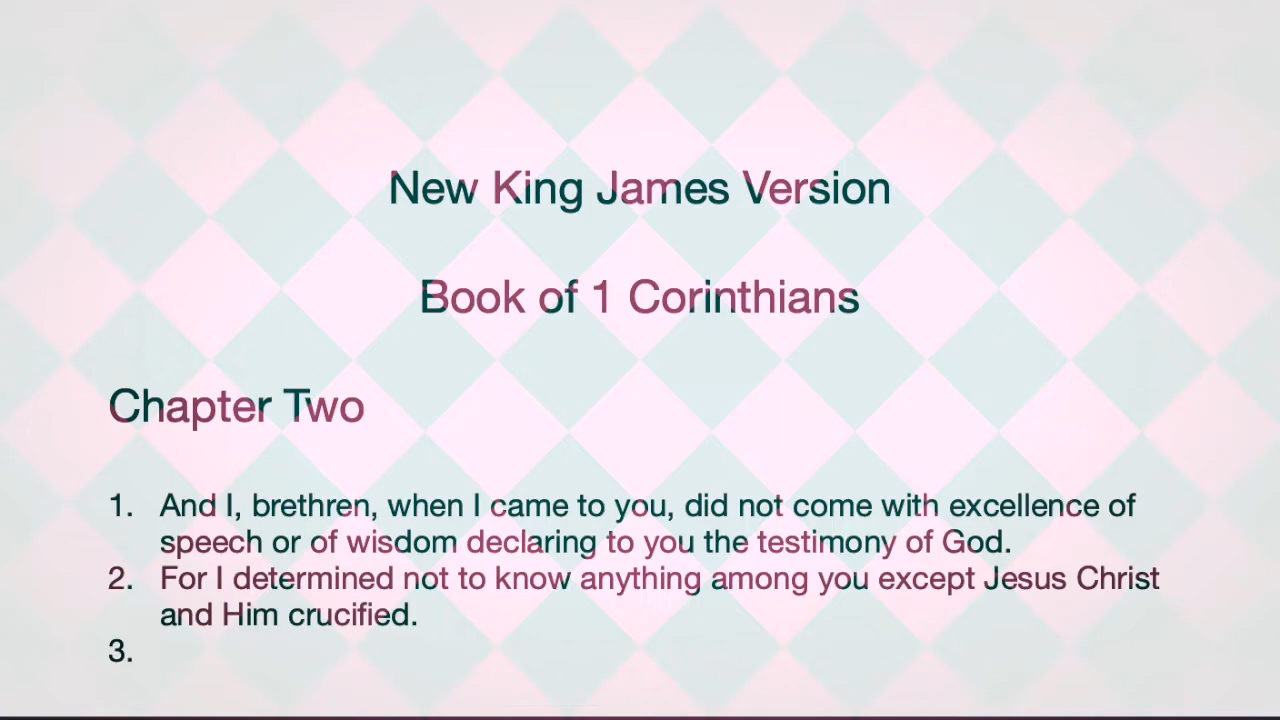 New King James Version
Book of 1 Corinthians
Chapter Two
1. And I, brethren, when I came to you, did not come with excellence of
speech or of wisdom declaring to you the testimony of God.
2. For I determined not to know anything among you except Jesus Christ
and Him crucified.
3.